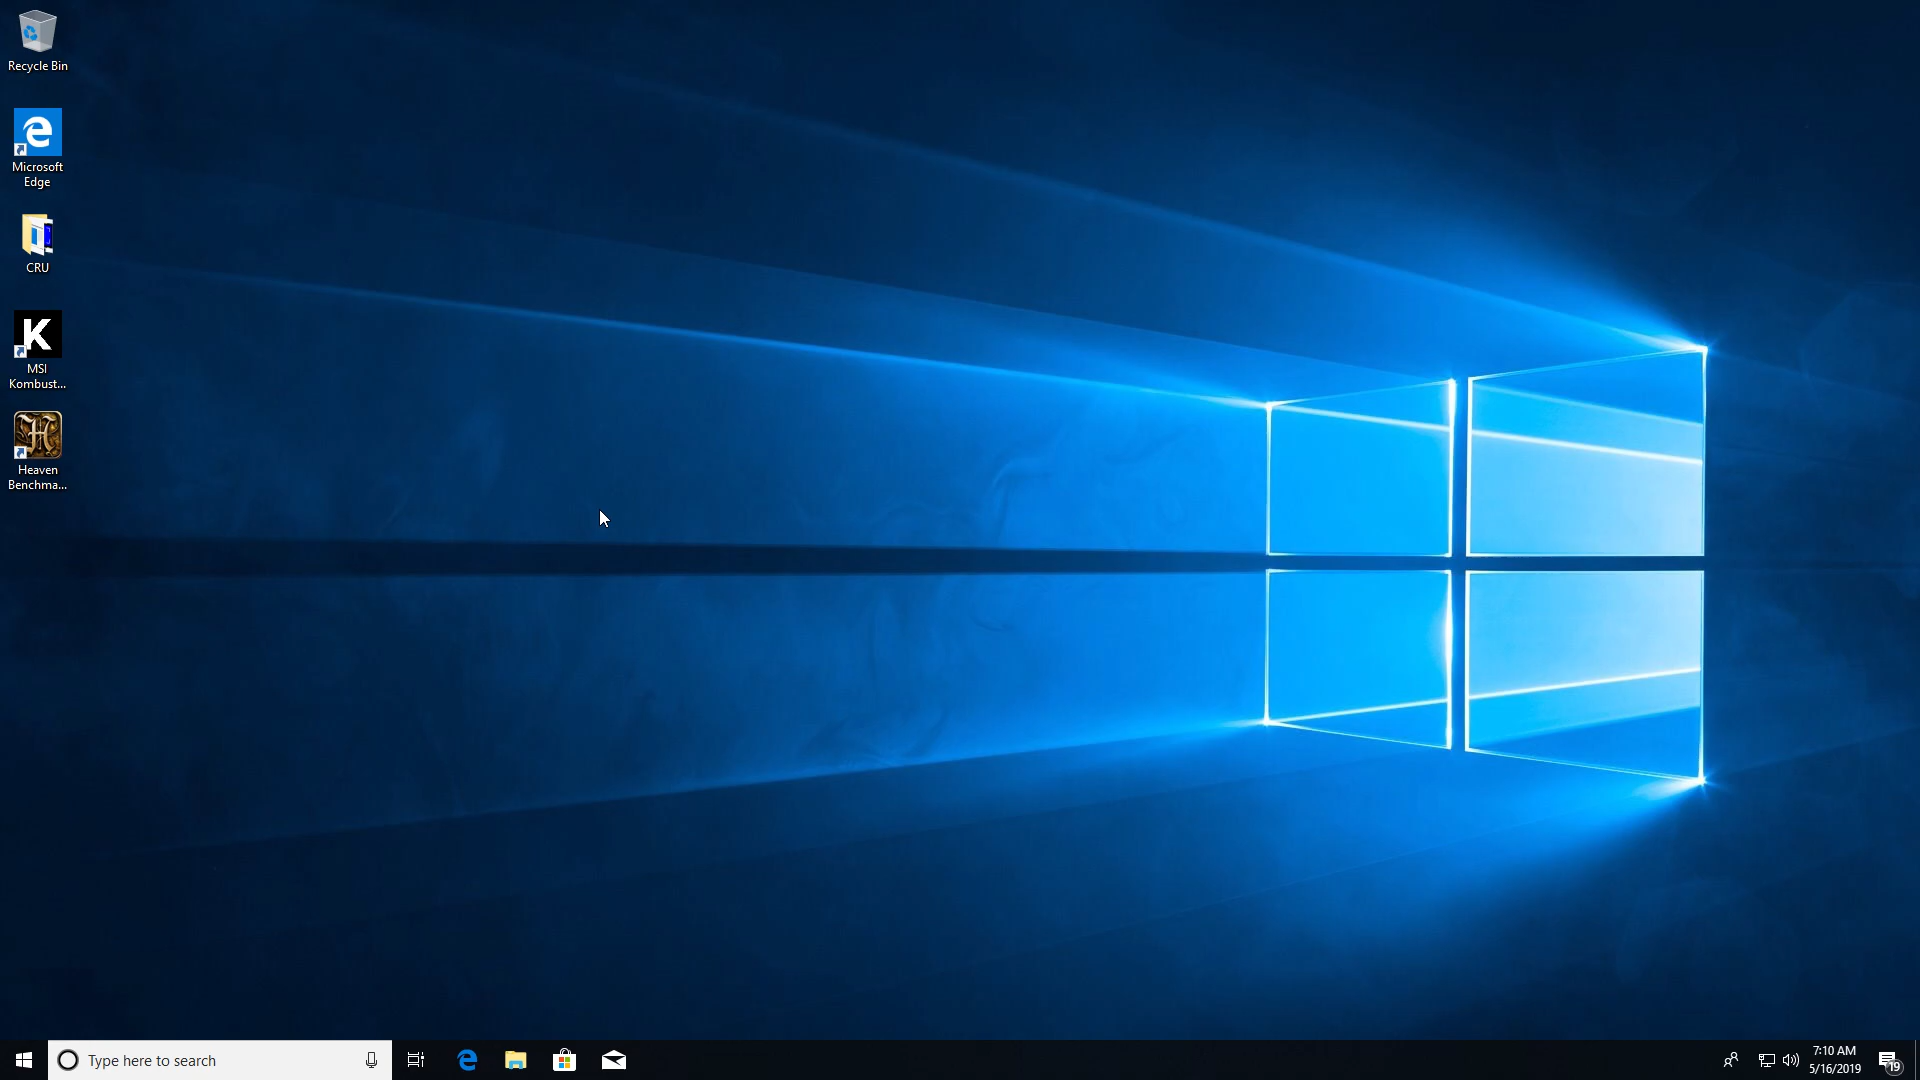 Recycle Bin
Microsoft
Edge
CRU
K
MSI
Kombust...
H
Heaven
Benchma...
Type here to search
7:10 AM
5/16/2019
19